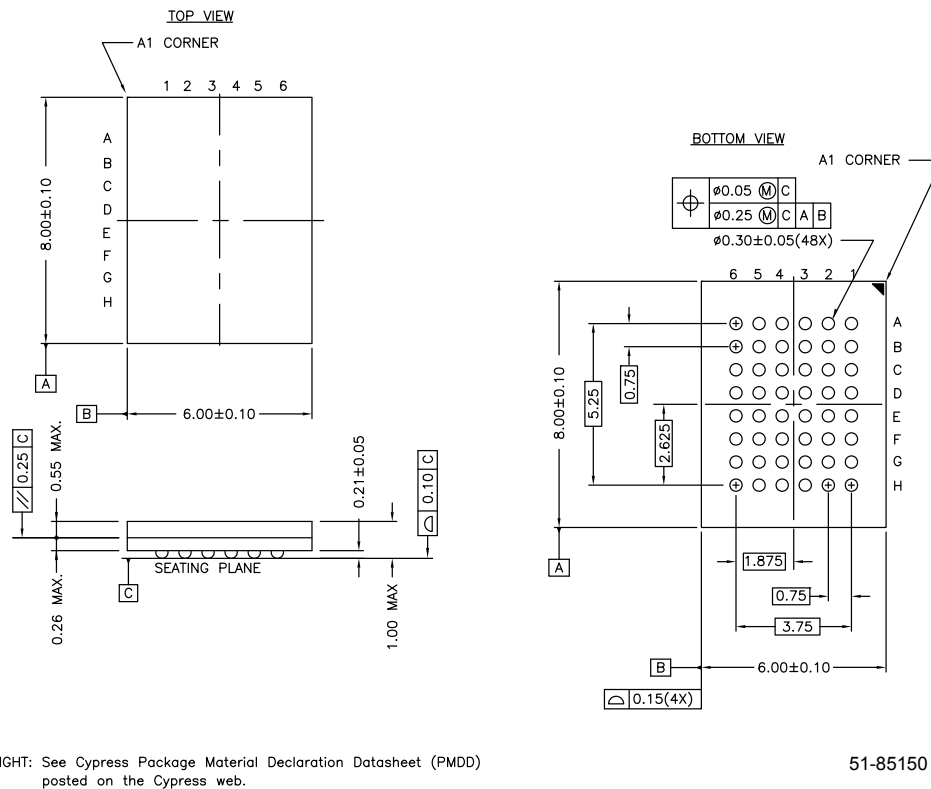 TOP VIEW
A1 CORNER
1 2 3 4 5 6
A
B
C
D
E
F
G
H
8.00±0.10
A
B
6.00±0.10
// 0.25 C
0.55 MAX.
0.21±0.05
0.10 C
SEATING PLANE
C
0.26 MAX.
1.00 MAX
BOTTOM VIEW
A1 CORNER
ø0.05 Ⓜ C
ø0.25 Ⓜ C A B
ø0.30±0.05(48X)
6 5 4 3 2 1
A
B
C
D
E
F
G
H
8.00±0.10
5.25
0.75
2.625
A
1.875
0.75
3.75
B
6.00±0.10
0.15(4X)
IGHT: See Cypress Package Material Declaration Datasheet (PMDD)
posted on the Cypress web.
51-85150